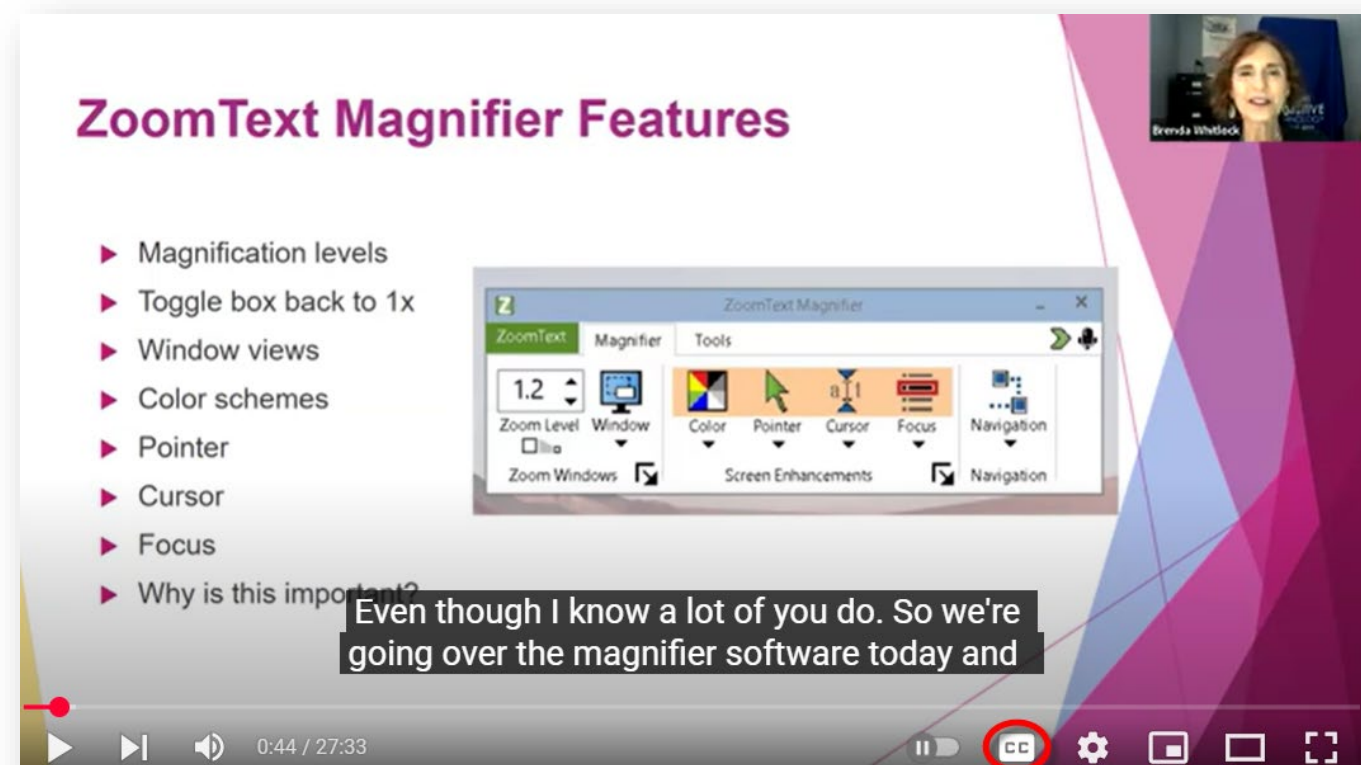 ZoomText Magnifier Features
Brenda Whitlock
Magnification levels
Toggle box back to 1x
Window views
Color schemes
Pointer
Cursor
Focus
Why is this important?
Z
ZoomText Magnifier
ZoomText Magnifier Tools
1.2
a I t
Zoom Level Window Color Pointer Cursor Focus Navigation
Zoom Windows Screen Enhancements Navigation
Even though I know a lot of you do. So we're
going over the magnifier software today and
0:44 / 27:33
CC